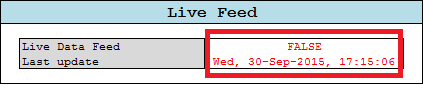 Live Feed
Live Data Feed FALSE
Last update Wed, 30-Sep-2015, 17:15:06